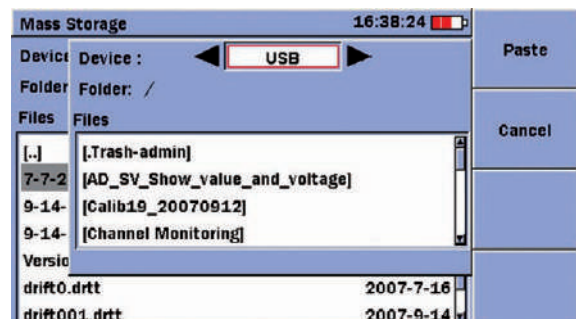 Mass Storage 16:38:24
Device
Folder
Files
Device : USB
Folder: /
Files
[.Trash-admin]
[AD_SV_Show_value_and_voltage]
[Calib19_20070912]
[Channel Monitoring]
[..]
7-7-2
9-14-
9-14-
Versio
drift0.drtt 2007-7-16
drift001.drtt 2007-9-14
Paste
Cancel